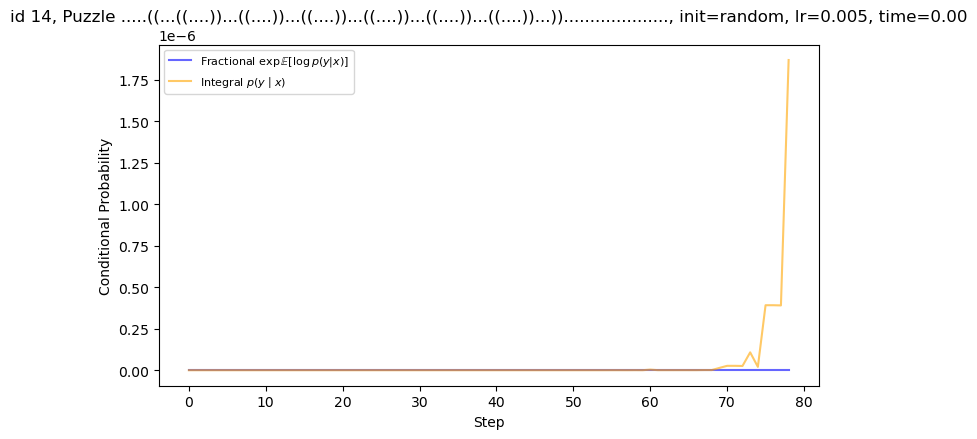 id 14, Puzzle .....((...((....))...((....))...((....))...((....))...((....))...((....))...))....................., init=random, lr=0.005, time=0.00
1e−6
Fractional exp𝔼[log p(y|x)]
Integral p(y | x)
1.75
1.50
1.25
1.00
0.75
0.50
0.25
0.00
Conditional Probability
0 10 20 30 40 50 60 70 80
Step